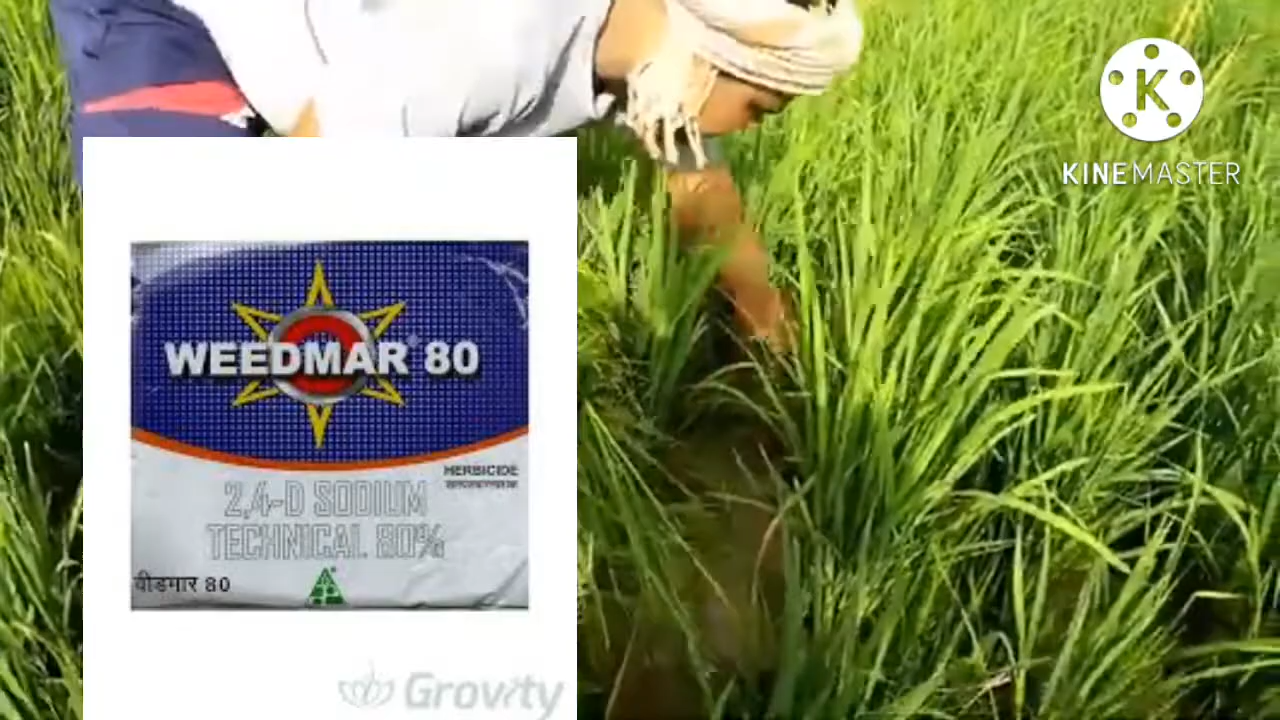 K
KINEMASTER
WEEDMAR® 80
HERBICIDE
2,4-D SODIUM
TECHNICAL 80%
वीडमार 80
Grovity